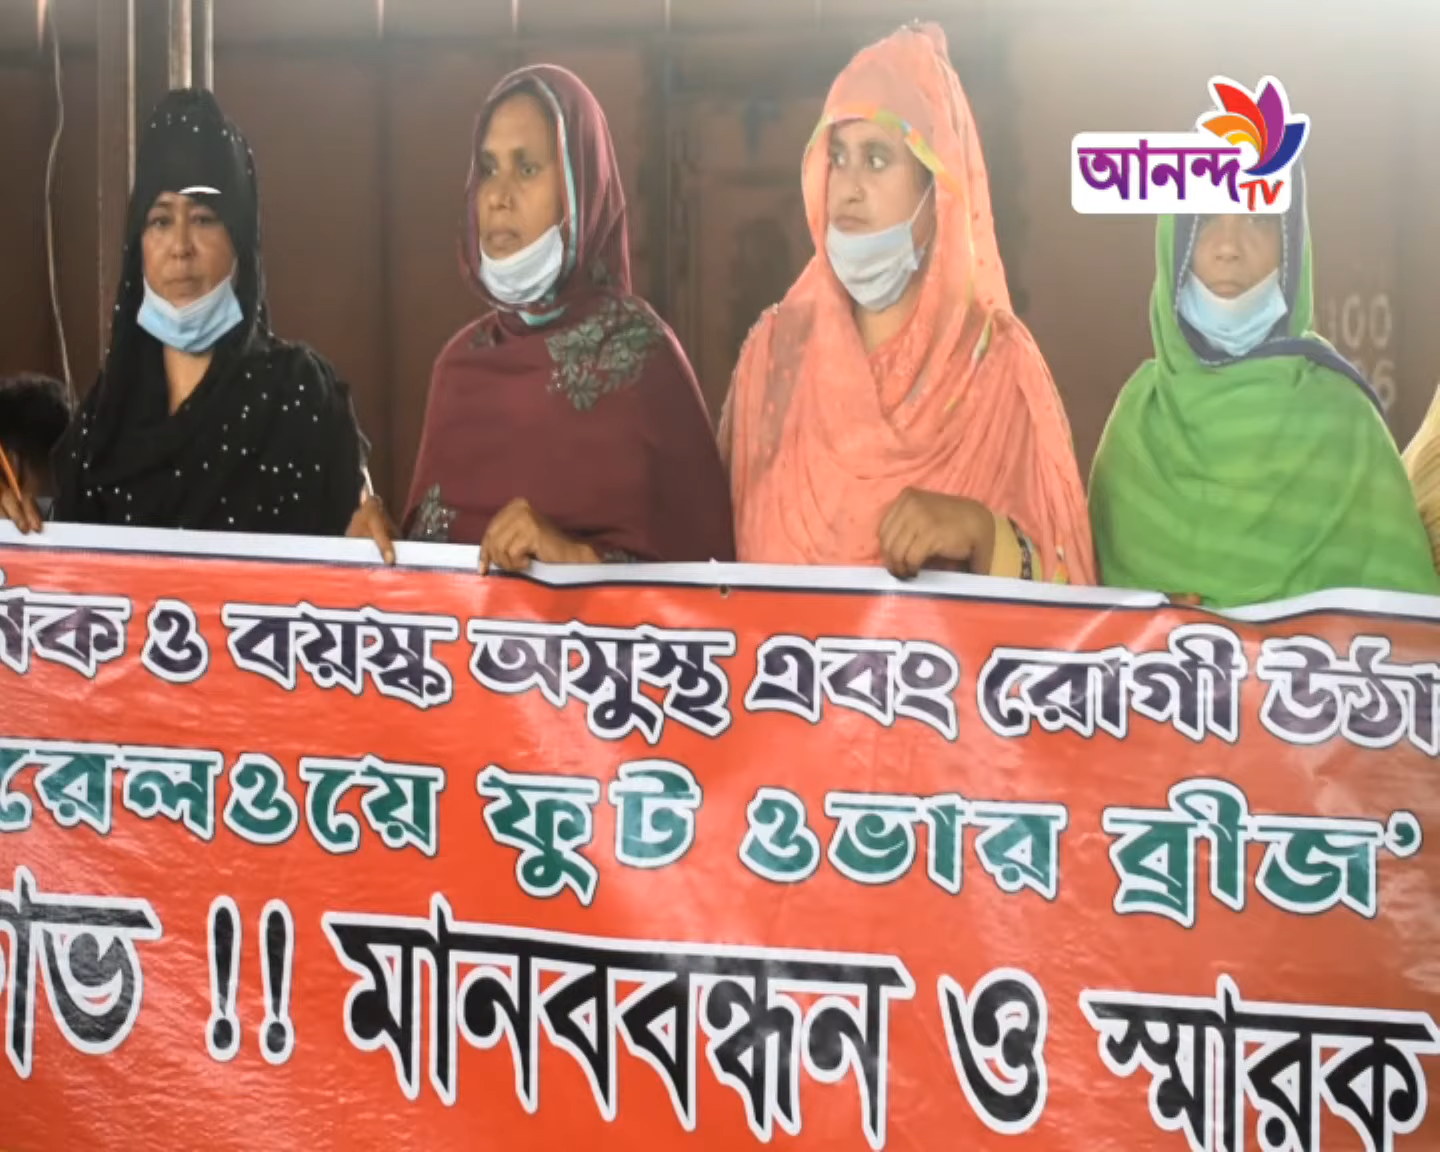 আনন্দ TV
ও বয়স্ক অসুস্থ এবং রোগী উঠা
রেলওয়ে ফুট ওভার ব্রীজ'
!! মানববন্ধন ও স্মারক